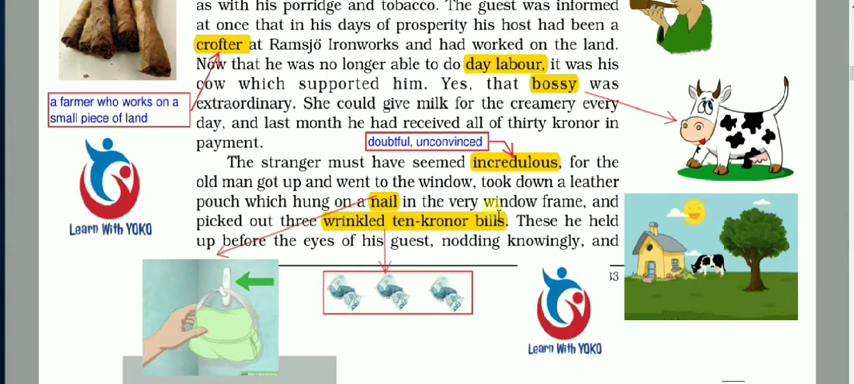 as with his porridge and tobacco. The guest was informed
at once that in his days of prosperity his host had been a
crofter at Ramsjö Ironworks and had worked on the land.
Now that he was no longer able to do day labour, it was his
cow which supported him. Yes, that bossy was
extraordinary. She could give milk for the creamery every
day, and last month he had received all of thirty kronor in
payment.
a farmer who works on a
small piece of land
doubtful, unconvinced
The stranger must have seemed incredulous, for the
old man got up and went to the window, took down a leather
pouch which hung on a nail in the very window frame, and
picked out three wrinkled ten-kronor bills. These he held
up before the eyes of his guest, nodding knowingly, and
Learn With YOKO
33
Learn With YOKO